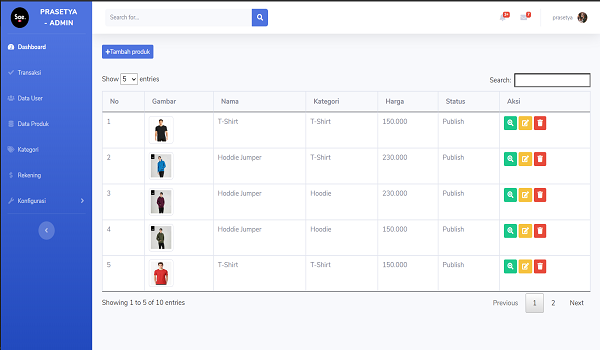 Sae.
PRASETYA
- ADMIN
Dashboard
Transaksi
Data User
Data Produk
Kategori
Rekening
Konfigurasi
Search for...
prasetya
+Tambah produk
Show 5 entries
Search:
No Gambar Nama Kategori Harga Status Aksi
1 T-Shirt T-Shirt 150.000 Publish
2 Hoddie Jumper T-Shirt 230.000 Publish
3 Hoddie Jumper Hoodie 230.000 Publish
4 Hoddie Jumper Hoodie 150.000 Publish
5 T-Shirt T-Shirt 150.000 Publish
Showing 1 to 5 of 10 entries
Previous 1 2 Next